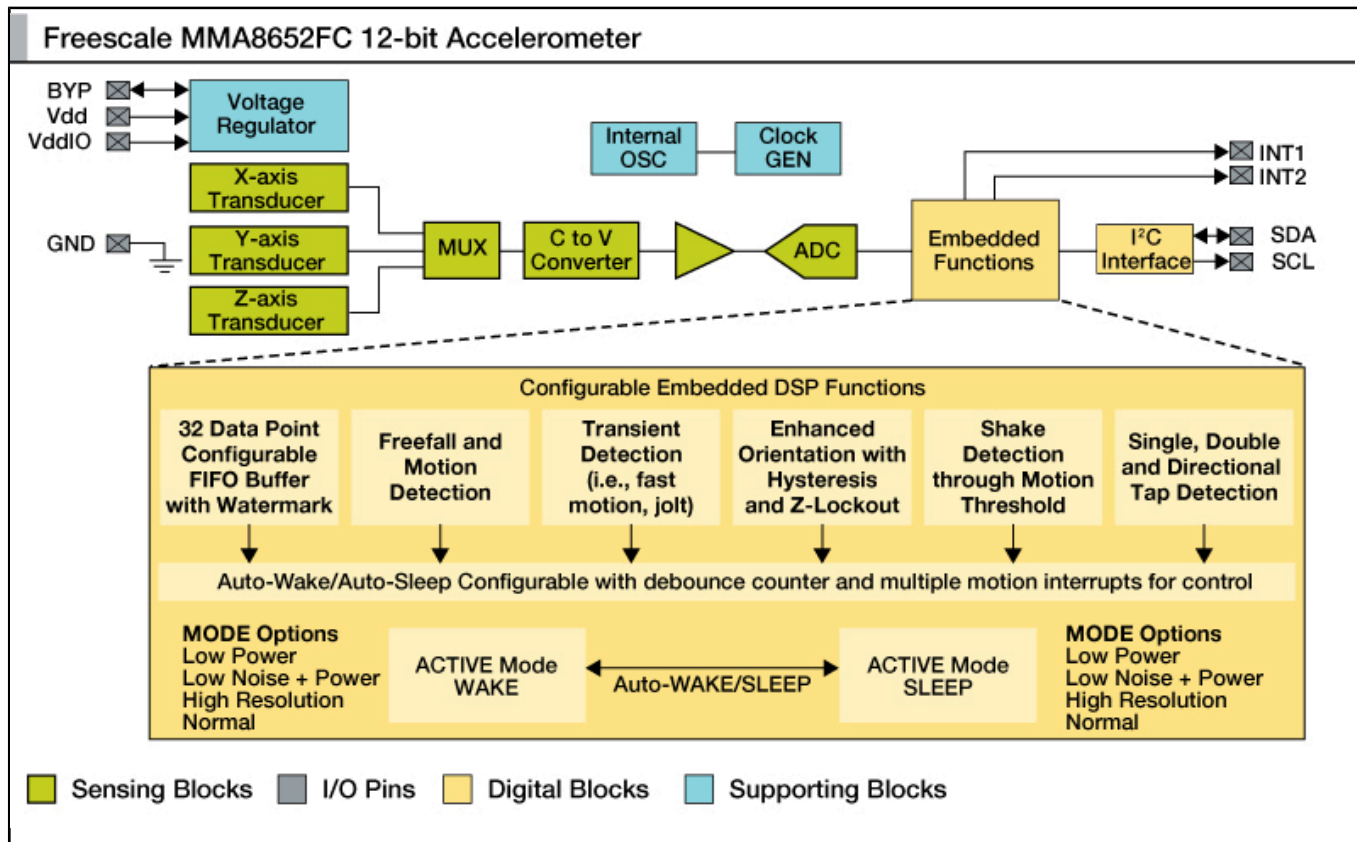 Freescale MMA8652FC 12-bit Accelerometer
BYP
Vdd
VddIO
Voltage
Regulator
Internal
OSC
Clock
GEN
INT1
INT2
X-axis
Transducer
GND
Y-axis
Transducer
Z-axis
Transducer
MUX
C to V
Converter
ADC
Embedded
Functions
I²C
Interface
SDA
SCL
Configurable Embedded DSP Functions
32 Data Point
Configurable
FIFO Buffer
with Watermark
Freefall and
Motion
Detection
Transient
Detection
(i.e., fast
motion, jolt)
Enhanced
Orientation with
Hysteresis
and Z-Lockout
Shake
Detection
through Motion
Threshold
Single, Double
and Directional
Tap Detection
Auto-Wake/Auto-Sleep Configurable with debounce counter and multiple motion interrupts for control
MODE Options
Low Power
Low Noise + Power
High Resolution
Normal
ACTIVE Mode
WAKE
Auto-WAKE/SLEEP
ACTIVE Mode
SLEEP
MODE Options
Low Power
Low Noise + Power
High Resolution
Normal
Sensing Blocks
I/O Pins
Digital Blocks
Supporting Blocks